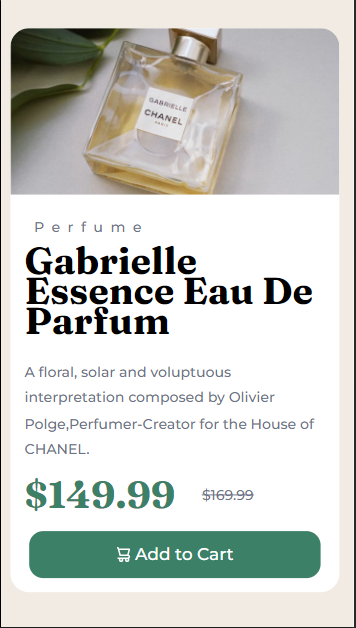 GABRIELLE
CHANEL
PARIS
Perfume
Gabrielle
Essence Eau De
Parfum
A floral, solar and voluptuous
interpretation composed by Olivier
Polge,Perfumer-Creator for the House of
CHANEL.
$149.99 $169.99
Add to Cart